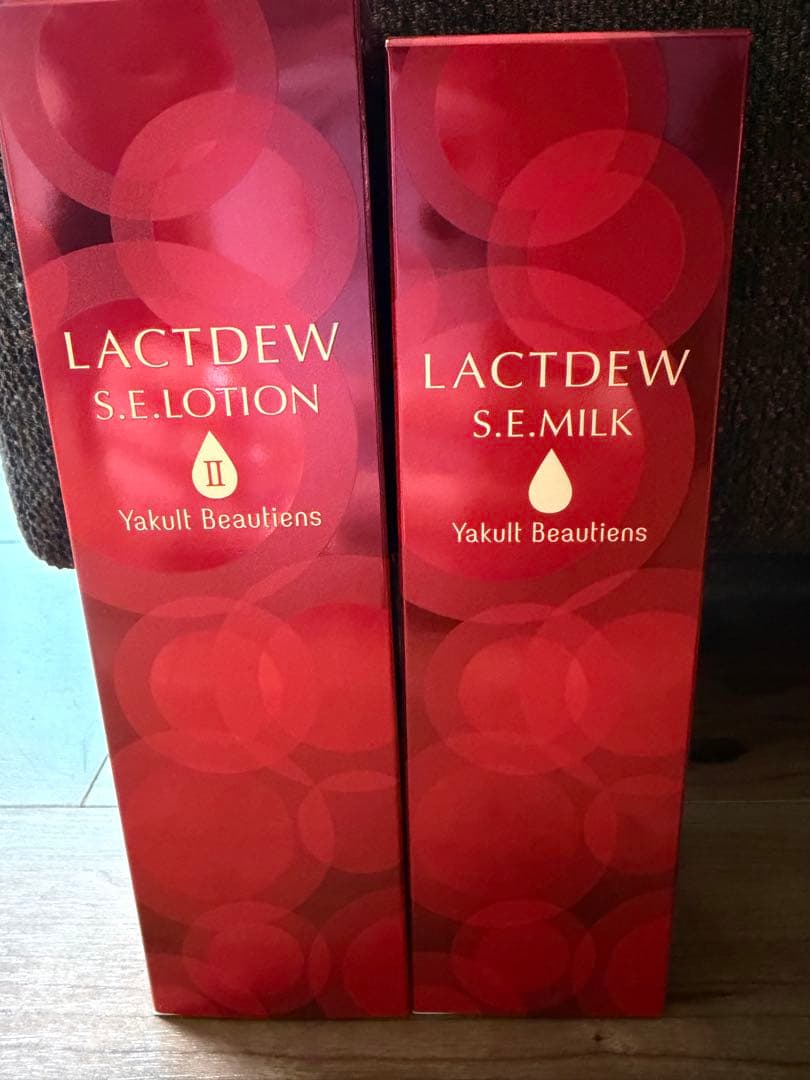 LACTDEW
S.E.LOTION
II
Yakult Beautiens
LACTDEW
S.E.MILK
Yakult Beautiens